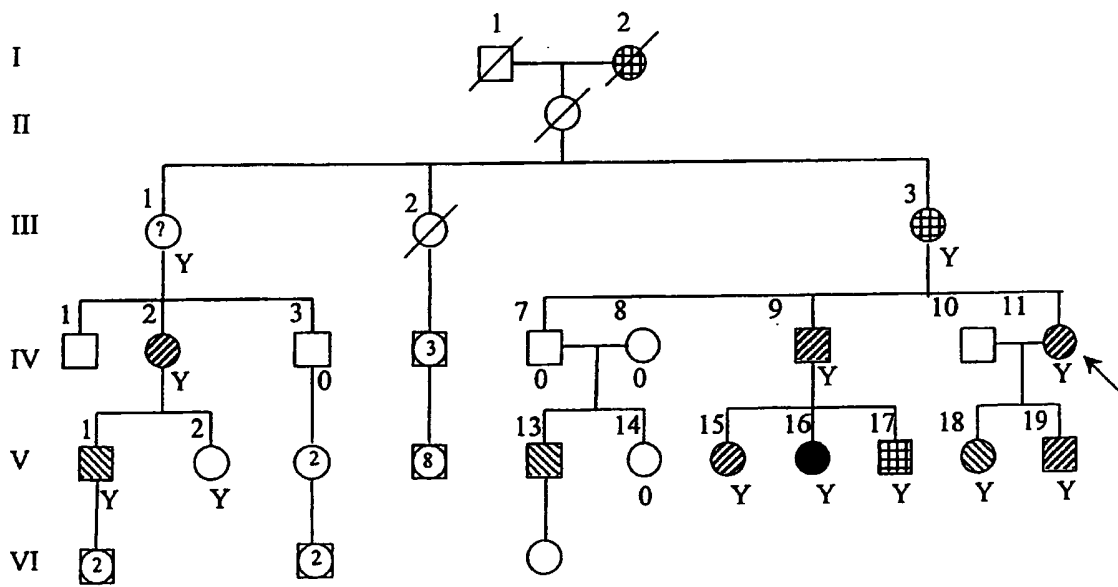 1 2
I
II
1 2 3
III
?
Y Y
1 2 3 7 8 9 10 11
IV
3
Y 0 0 0 Y Y
1 2 13 14 15 16 17 18 19
V
2 8
Y Y 0 Y Y Y Y Y
VI
2 2